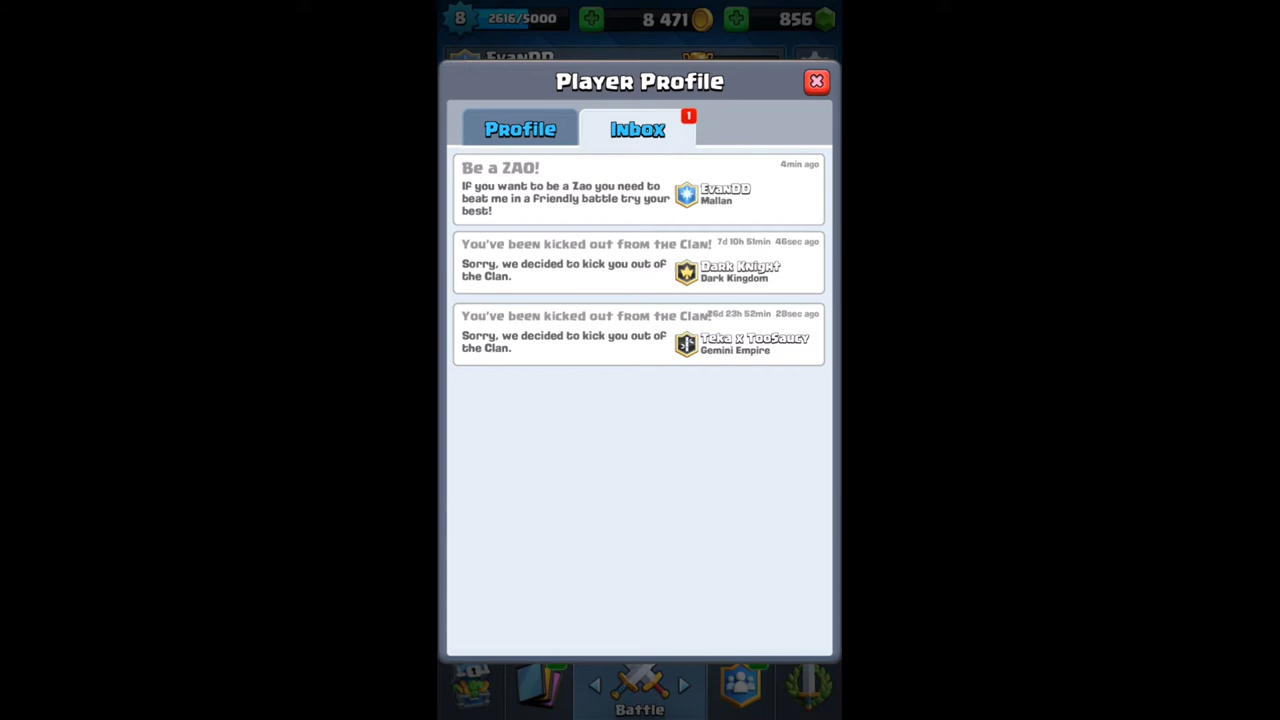 8 2616/5000 8 471 856
EvanDD
Player Profile
Profile
Inbox
1
Be a ZAO!
4min ago
If you want to be a Zao you need to
beat me in a friendly battle try your
best!
EvanDD
Mallan
You've been kicked out from the Clan!
7d 10h 51min 46sec ago
Sorry, we decided to kick you out of
the Clan.
Dark Knight
Dark Kingdom
You've been kicked out from the Clan!
26d 23h 52min 28sec ago
Sorry, we decided to kick you out of
the Clan.
Teka x TooSaucy
Gemini Empire
Battle